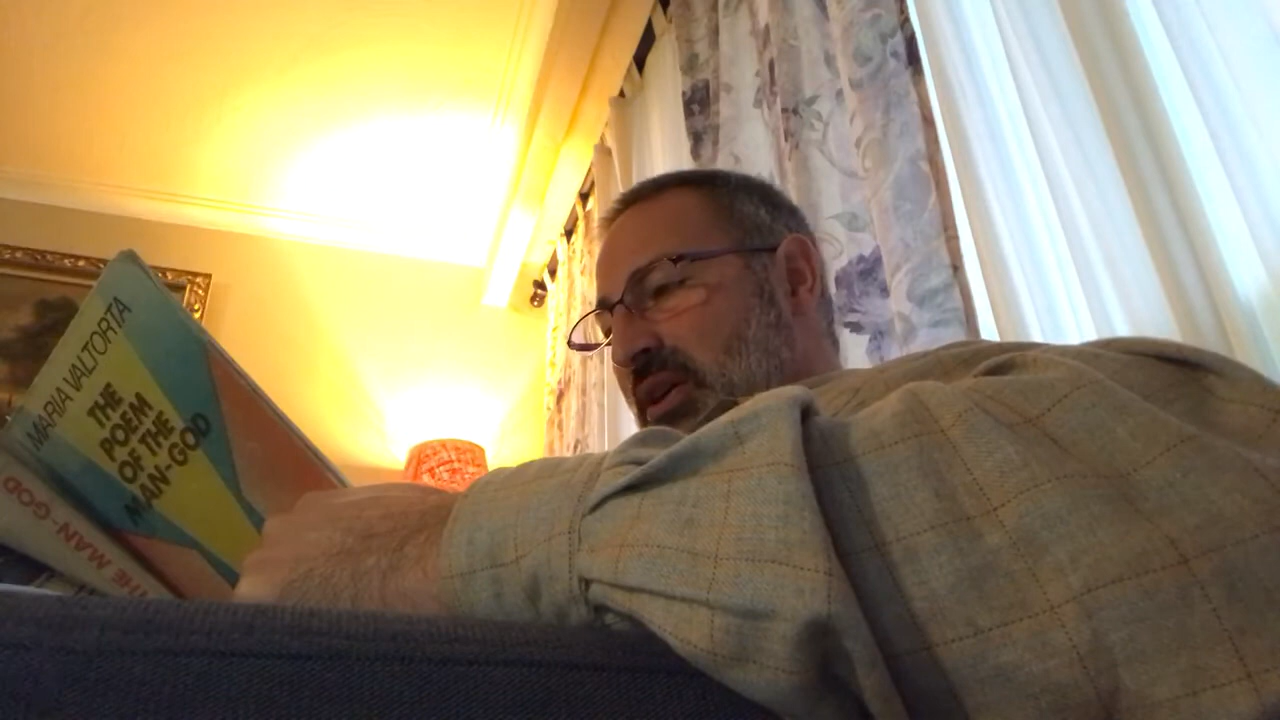 MARIA VALTORTA
THE
POEM
OF THE
MAN-GOD
THE MAN-GOD